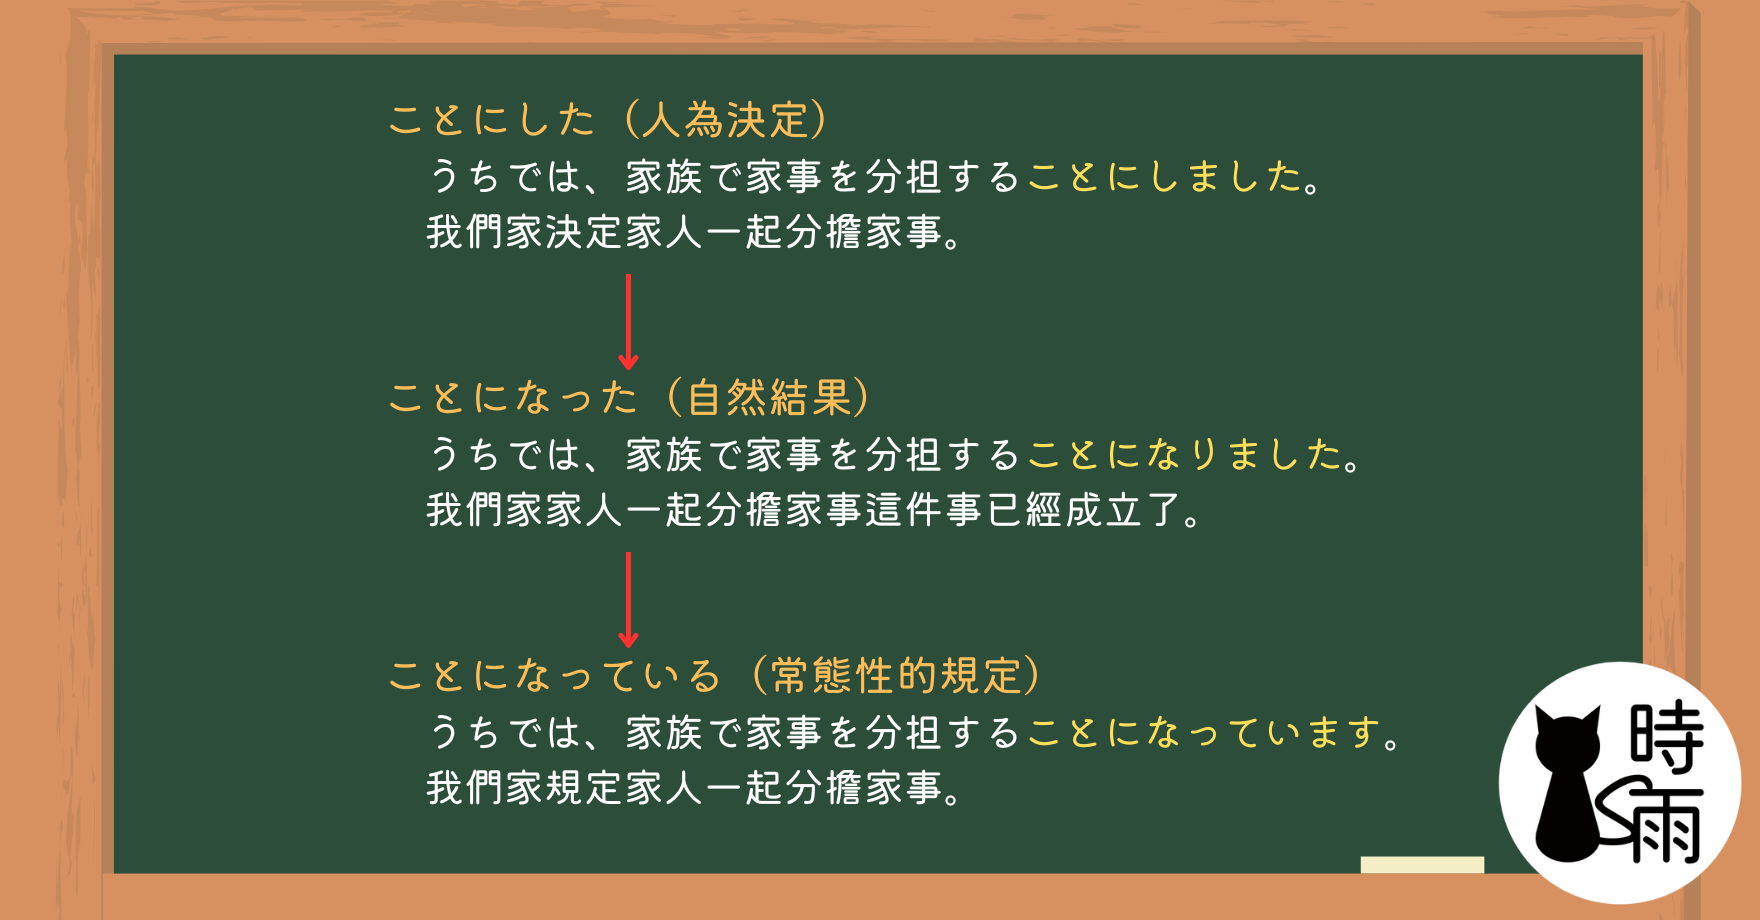 ことにした（人為決定）
うちでは、家族で家事を分担することにしました。
我們家決定家人一起分擔家事。
ことになった（自然結果）
うちでは、家族で家事を分担することになりました。
我們家家人一起分擔家事這件事已經成立了。
ことになっている（常態性的規定）
うちでは、家族で家事を分担することになっています。
我們家規定家人一起分擔家事。
時雨